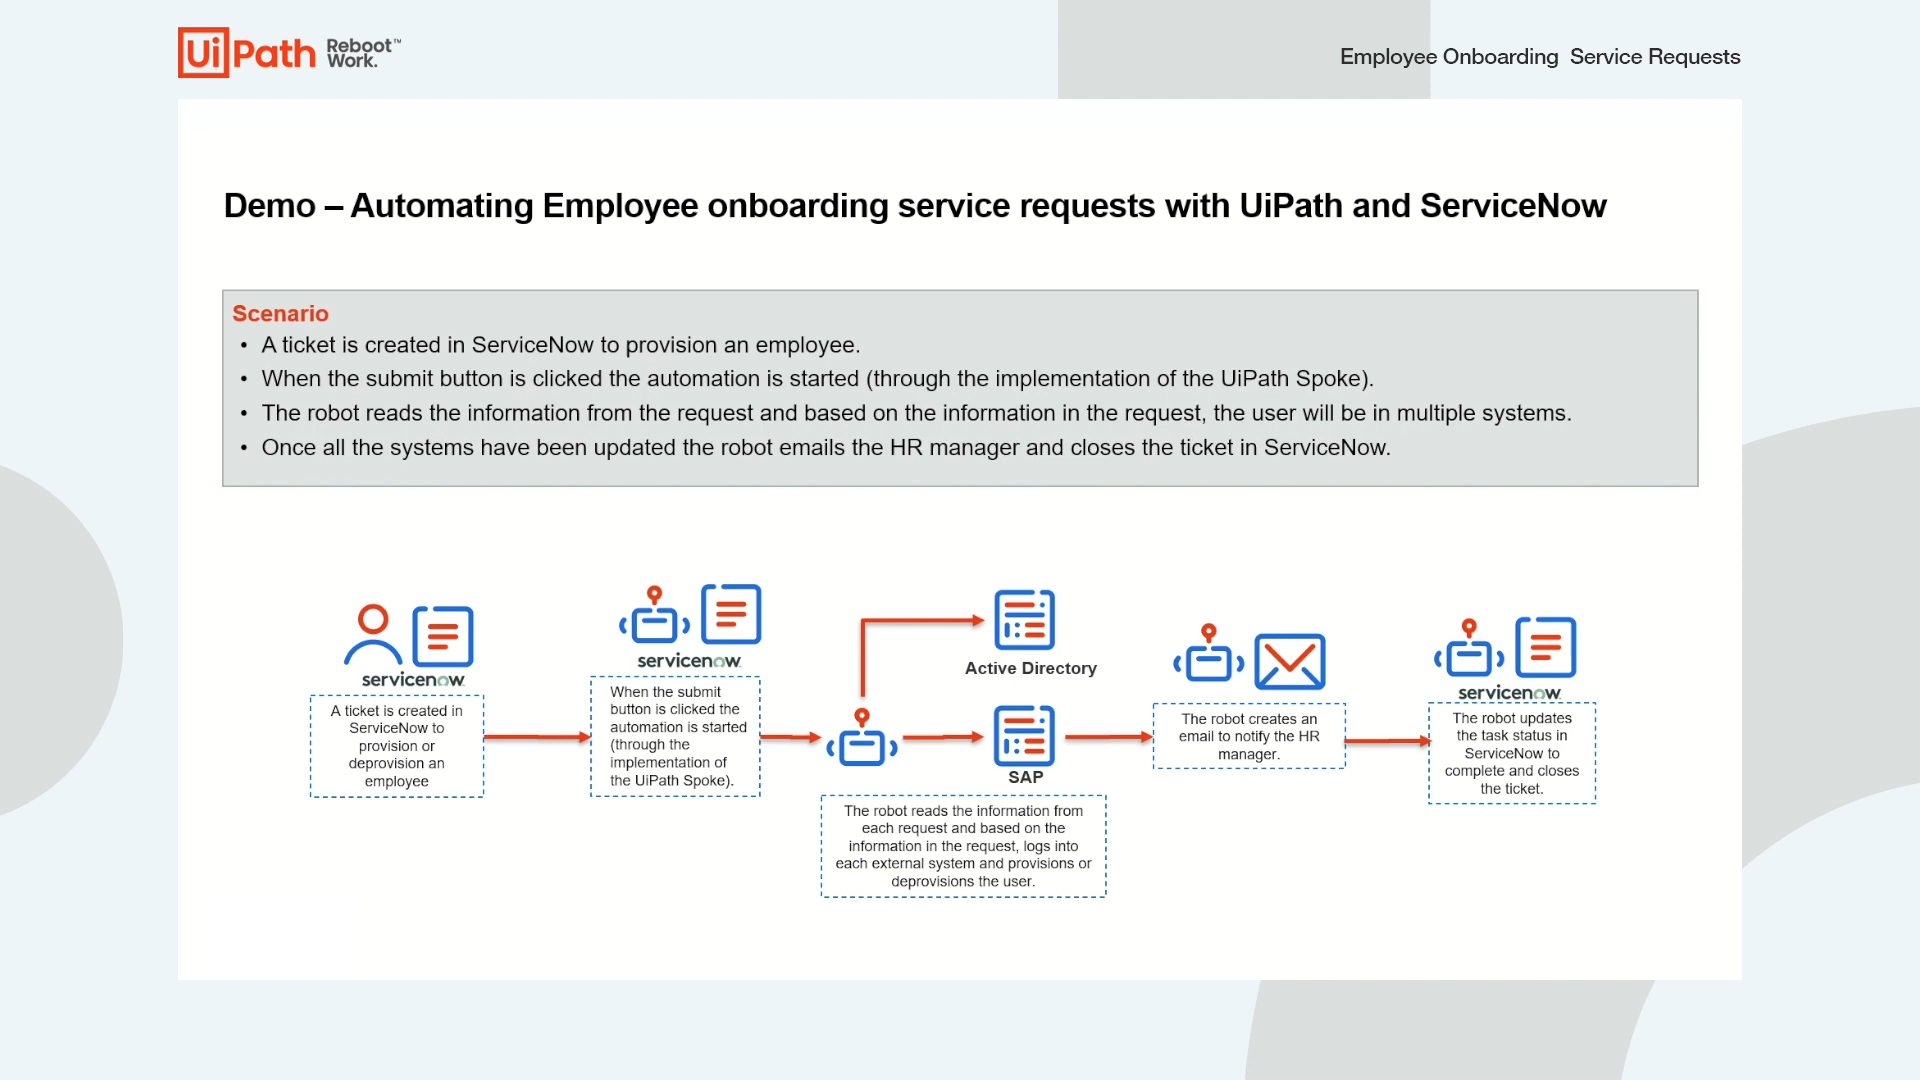 UiPath Reboot Work.™
Employee Onboarding Service Requests
Demo – Automating Employee onboarding service requests with UiPath and ServiceNow
Scenario
• A ticket is created in ServiceNow to provision an employee.
• When the submit button is clicked the automation is started (through the implementation of the UiPath Spoke).
• The robot reads the information from the request and based on the information in the request, the user will be in multiple systems.
• Once all the systems have been updated the robot emails the HR manager and closes the ticket in ServiceNow.
servicenow
A ticket is created in
ServiceNow to
provision or
deprovision an
employee
servicenow
When the submit
button is clicked the
automation is started
(through the
implementation of
the UiPath Spoke).
Active Directory
SAP
The robot reads the information from
each request and based on the
information in the request, logs into
each external system and provisions or
deprovisions the user.
The robot creates an
email to notify the HR
manager.
servicenow
The robot updates
the task status in
ServiceNow to
complete and closes
the ticket.